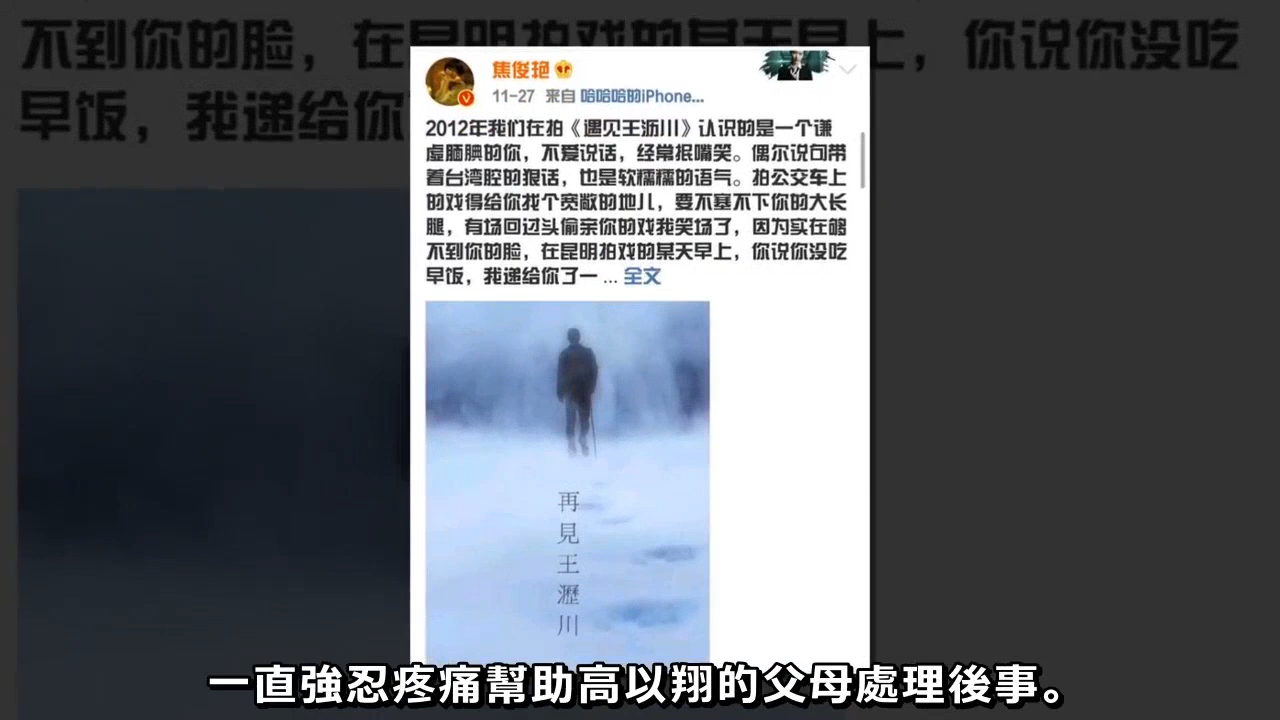 不到你的脸，在昆明拍戏的某天早上，你说你没吃
早饭，我递给你
焦俊艳
11-27 来自 哈哈哈的iPhone...
2012年我们在拍《遇见王沥川》认识的是一个谦
虚腼腆的你，不爱说话，经常抿嘴笑。偶尔说句带
着台湾腔的狠话，也是软糯糯的语气。拍公交车上
的戏得给你找个宽敞的地儿，要不塞不下你的大长
腿，有场回过头偷亲你的戏我笑场了，因为实在够
不到你的脸，在昆明拍戏的某天早上，你说你没吃
早饭，我递给你了一 ... 全文
再見王瀝川
一直強忍疼痛幫助高以翔的父母處理後事。